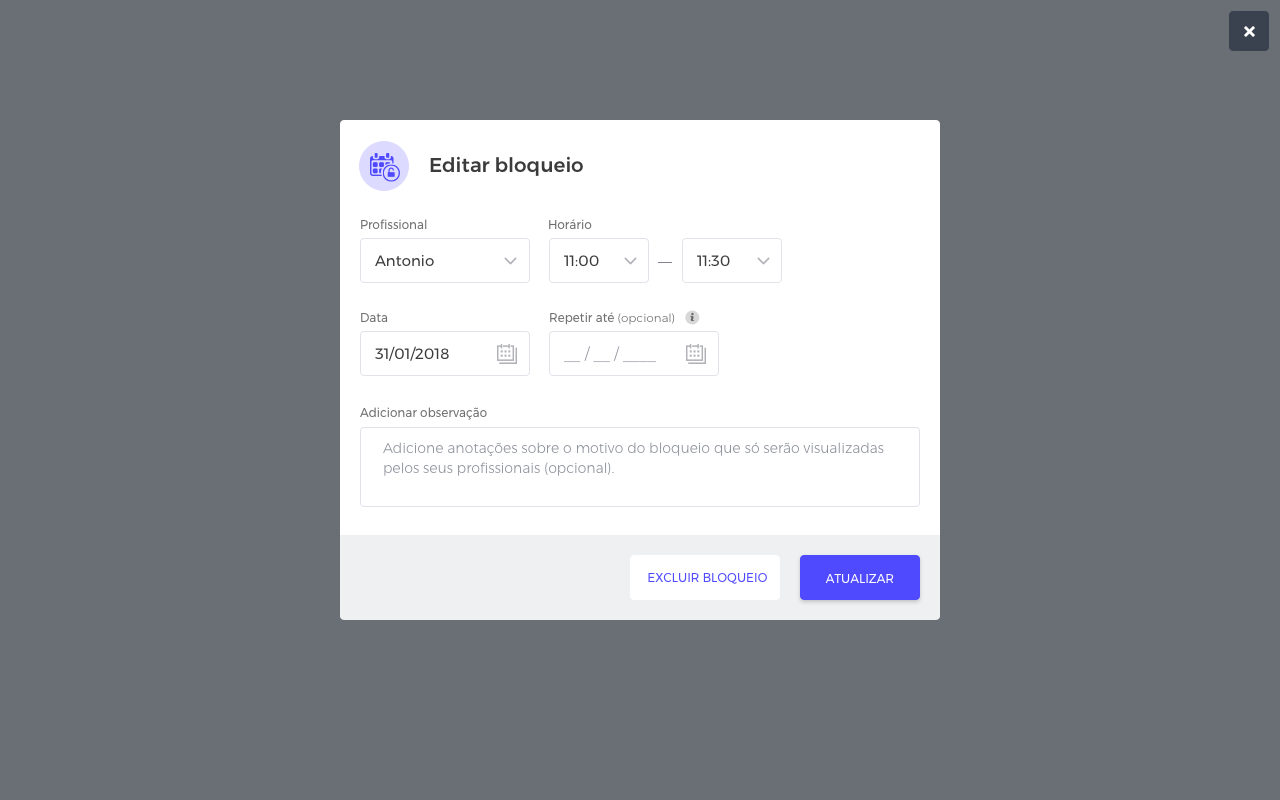 Editar bloqueio
Profissional
Horário
Antonio
11:00
—
11:30
Data
Repetir até (opcional)
31/01/2018
__ / __ / ____
Adicionar observação
Adicione anotações sobre o motivo do bloqueio que só serão visualizadas
pelos seus profissionais (opcional).
EXCLUIR BLOQUEIO
ATUALIZAR